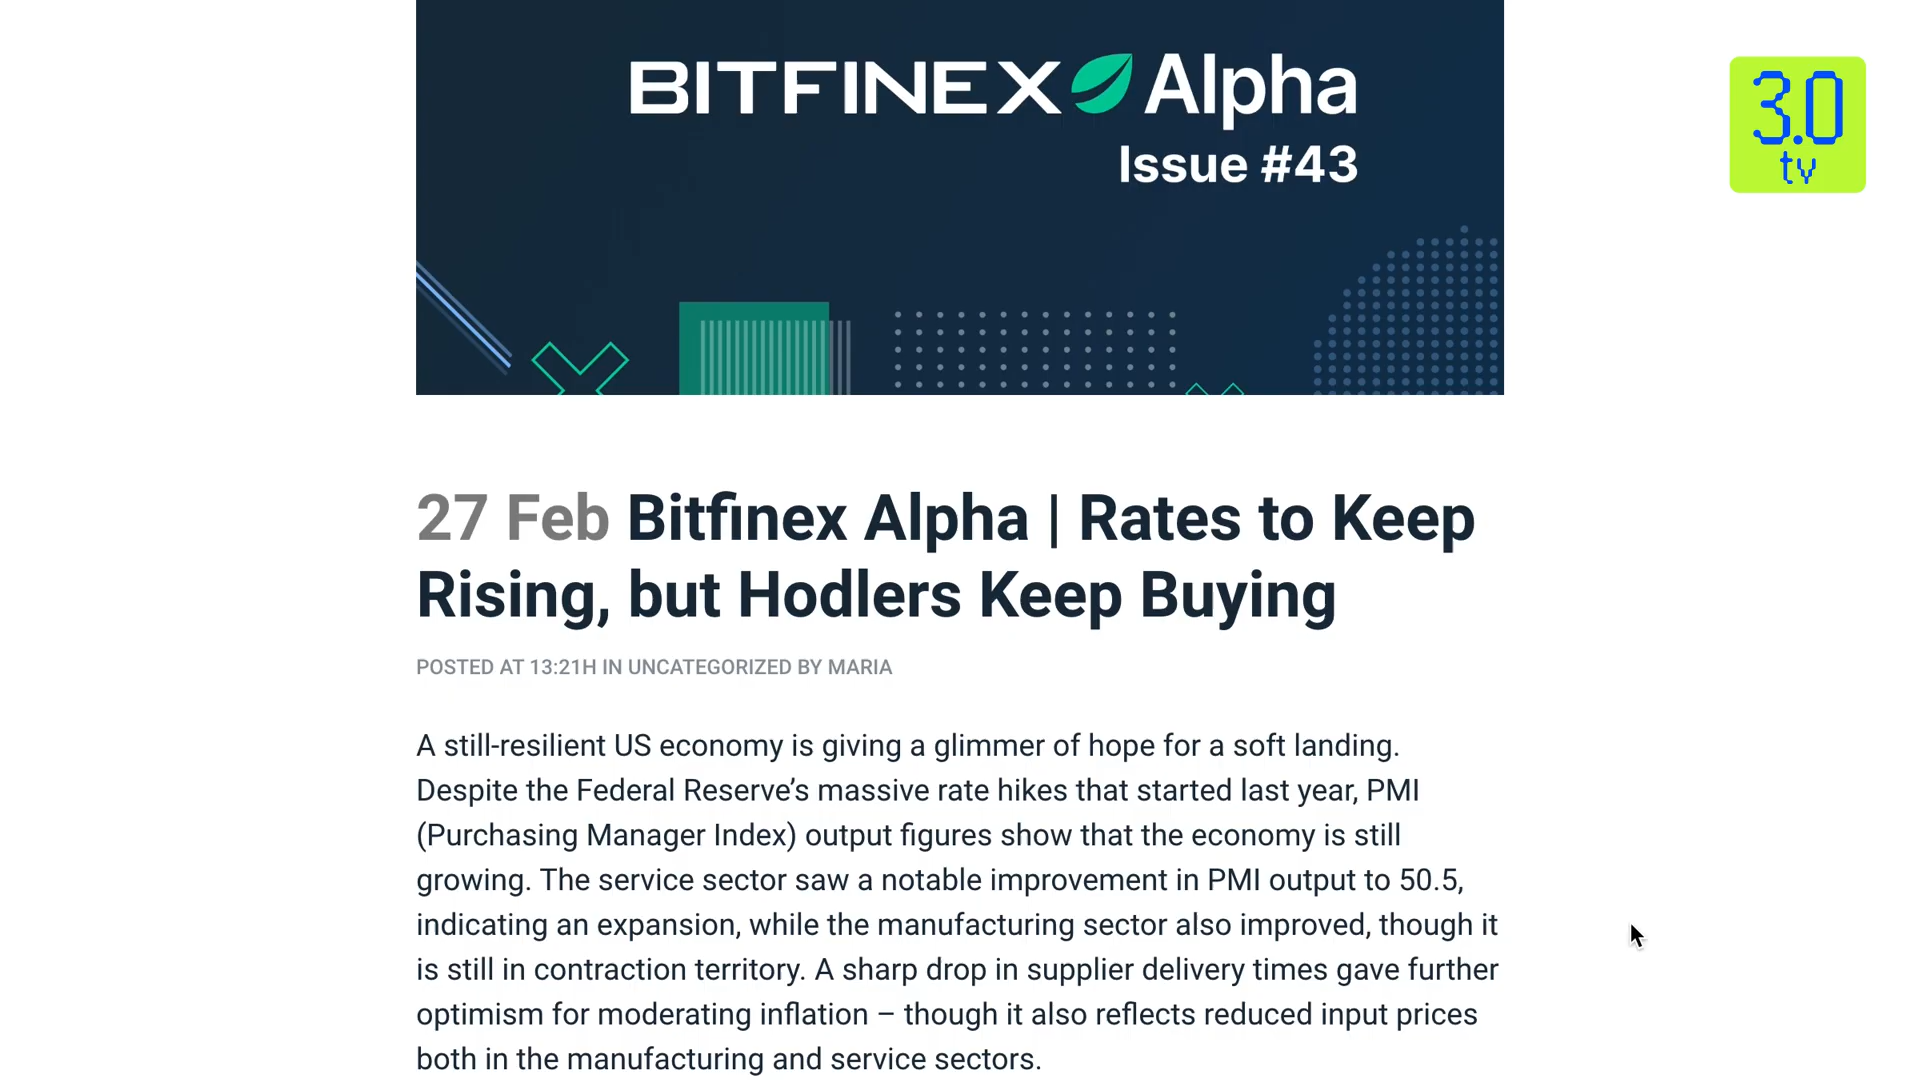 BITFINEX Alpha
Issue #43
3.0
tv
27 Feb Bitfinex Alpha | Rates to Keep
Rising, but Hodlers Keep Buying
POSTED AT 13:21H IN UNCATEGORIZED BY MARIA
A still-resilient US economy is giving a glimmer of hope for a soft landing.
Despite the Federal Reserve’s massive rate hikes that started last year, PMI
(Purchasing Manager Index) output figures show that the economy is still
growing. The service sector saw a notable improvement in PMI output to 50.5,
indicating an expansion, while the manufacturing sector also improved, though it
is still in contraction territory. A sharp drop in supplier delivery times gave further
optimism for moderating inflation – though it also reflects reduced input prices
both in the manufacturing and service sectors.